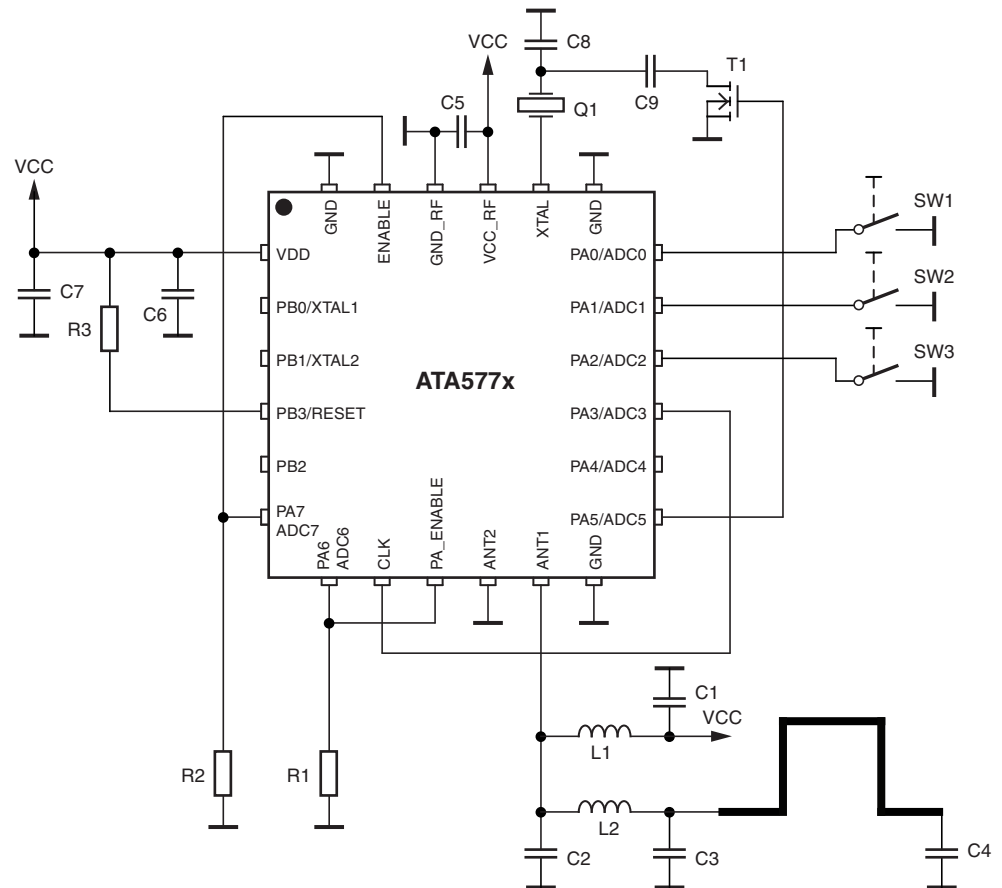 C8
VCC
T1
C5
C9
Q1
VCC
GND
ENABLE
GND_RF
VCC_RF
XTAL
GND
SW1
VDD
PA0/ADC0
C7
C6
R3
PB0/XTAL1
PA1/ADC1
SW2
PB1/XTAL2
PA2/ADC2
SW3
ATA577x
PB3/RESET
PA3/ADC3
PB2
PA4/ADC4
PA7
ADC7
PA5/ADC5
PA6
ADC6
CLK
PA_ENABLE
ANT2
ANT1
GND
C1
VCC
L1
R2
R1
L2
C2
C3
C4